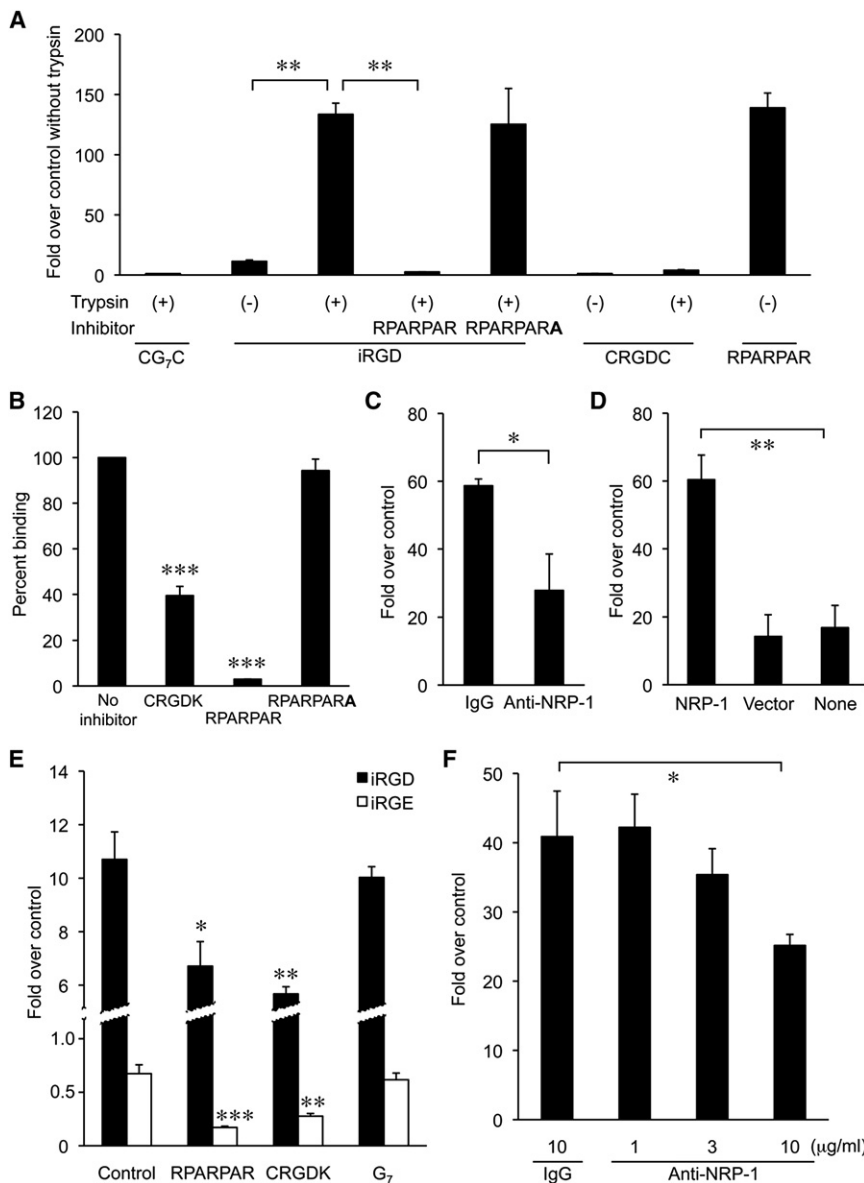 A
Fold over control without trypsin
200
150
100
50
0
** **
Trypsin (+) (-) (+) (+) (+) (-) (+) (-)
Inhibitor RPARPAR RPARPARA
CG7C iRGD CRGDC RPARPAR
B
Percent binding
120
100
80
60
40
20
0
***
***
No inhibitor CRGDK RPARPAR RPARPARA
C
Fold over control
80
60
40
20
0
*
IgG Anti-NRP-1
D
Fold over control
80
60
40
20
0
**
NRP-1 Vector None
E
Fold over control
14
12
10
8
6
1.0
0.5
0
iRGD
iRGE
* **
*** **
Control RPARPAR CRGDK G7
F
Fold over control
50
40
30
20
10
0
*
10 1 3 10 (μg/ml)
IgG Anti-NRP-1